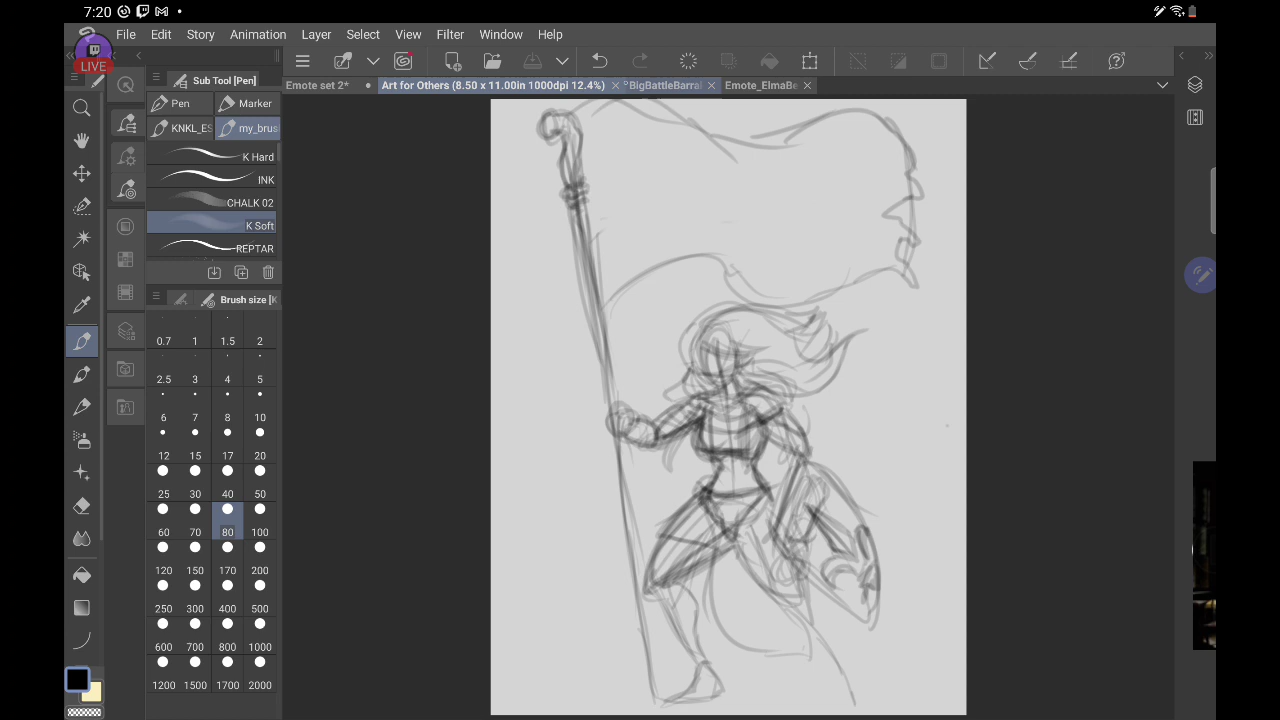 7:20
File Edit Story Animation Layer Select View Filter Window Help
LIVE
Sub Tool [Pen]
Emote set 2*
Art for Others (8.50 x 11.00in 1000dpi 12.4%)
°BigBattleBarra
Emote_ElmaBe
Pen
Marker
KNKL_ES
my_brus
K Hard
INK
CHALK 02
K Soft
REPTAR
Brush size [K
0.7 1 1.5 2
2.5 3 4 5
6 7 8 10
12 15 17 20
25 30 40 50
60 70 80 100
120 150 170 200
250 300 400 500
600 700 800 1000
1200 1500 1700 2000